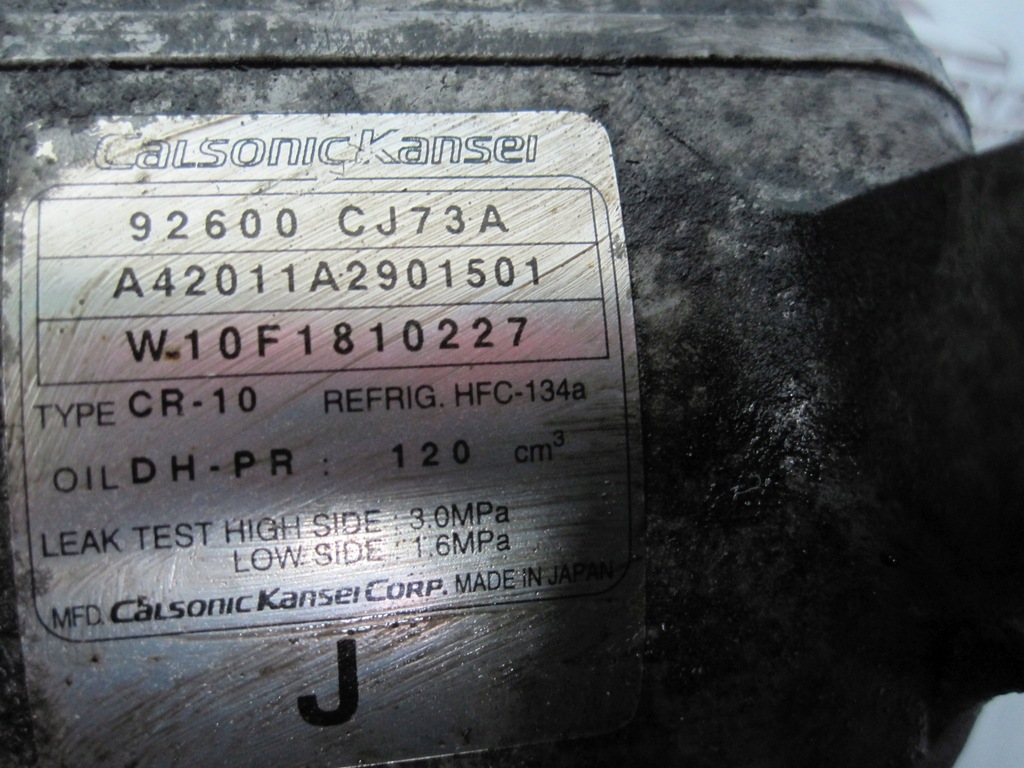 CalsonicKansei
92600 CJ73A
A42011A2901501
W.10F1810227
TYPE CR-10 REFRIG. HFC-134a
OIL DH-PR : 120 cm³
LEAK TEST HIGH SIDE : 3.0MPa
LOW SIDE : 1.6MPa
MFD. CalsonicKansei Corp. MADE IN JAPAN
J